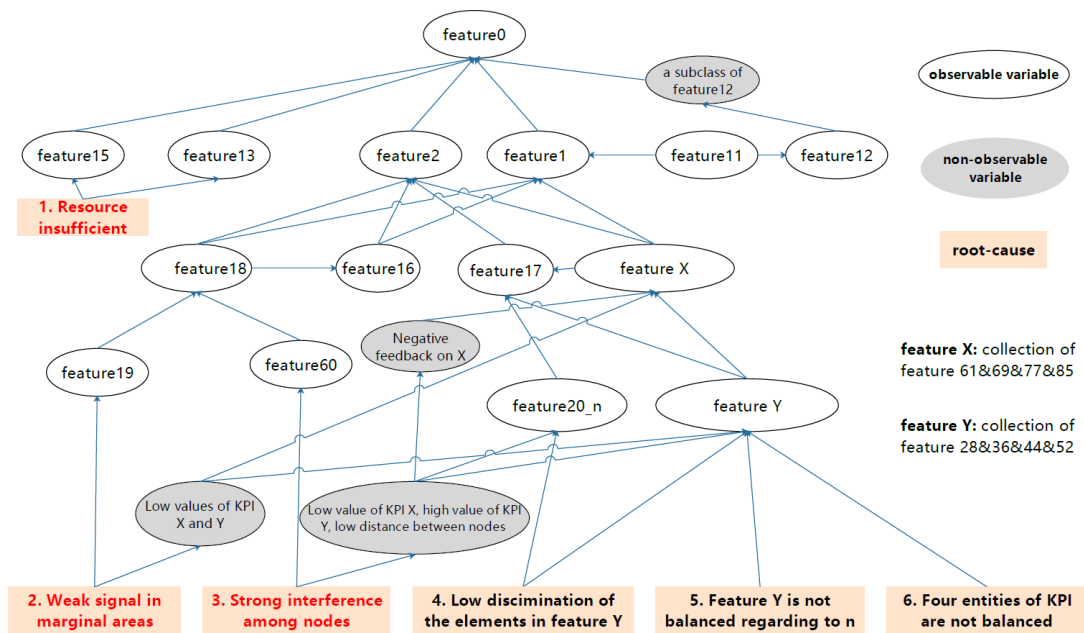 feature0
a subclass of
feature12
observable variable
feature15
feature13
feature2
feature1
feature11
feature12
non-observable
variable
1. Resource
insufficient
root-cause
feature18
feature16
feature17
feature X
Negative
feedback on X
feature19
feature60
feature X: collection of
feature 61&69&77&85
feature20_n
feature Y
feature Y: collection of
feature 28&36&44&52
Low values of KPI
X and Y
Low value of KPI X, high value of KPI
Y, low distance between nodes
2. Weak signal in
marginal areas
3. Strong interference
among nodes
4. Low discimination of
the elements in feature Y
5. Feature Y is not
balanced regarding to n
6. Four entities of KPI
are not balanced